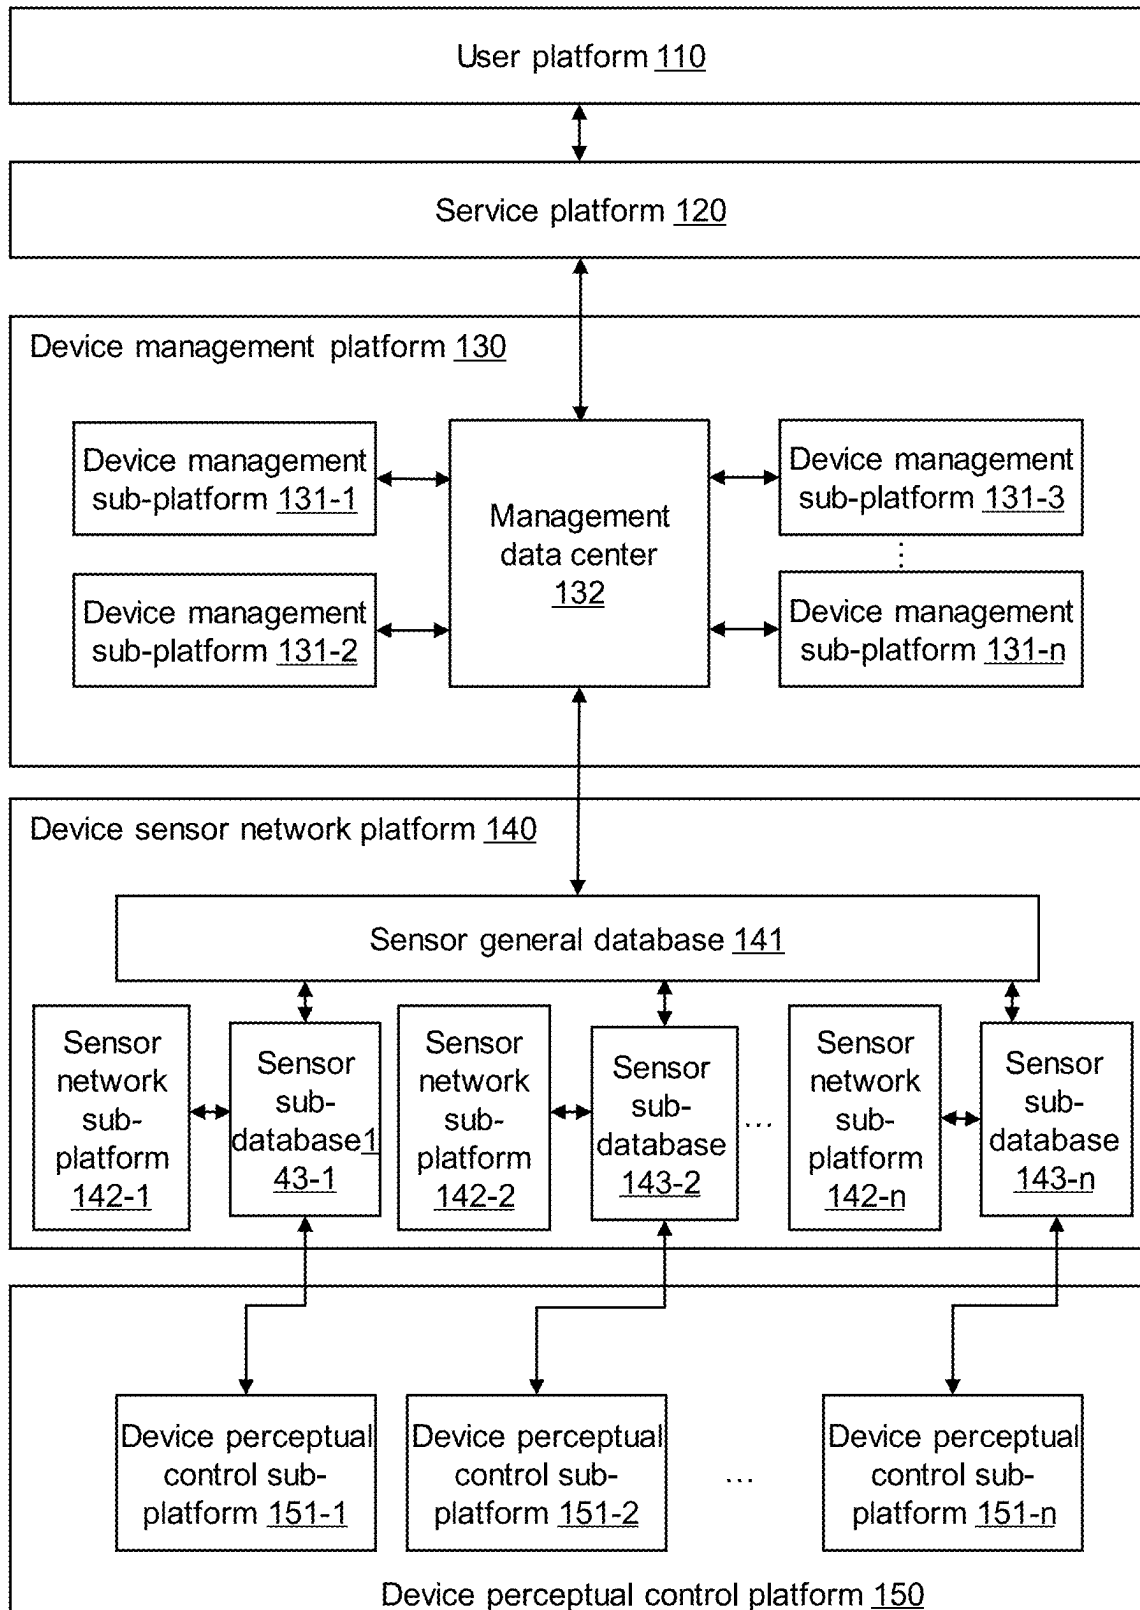 User platform 110
Service platform 120
Device management platform 130
Device management
sub-platform 131-1
Device management
sub-platform 131-2
Management
data center
132
Device management
sub-platform 131-3
⋮
Device management
sub-platform 131-n
Device sensor network platform 140
Sensor general database 141
Sensor
network
sub-
platform
142-1
Sensor
sub-
database1
43-1
Sensor
network
sub-
platform
142-2
Sensor
sub-
database
143-2
...
Sensor
network
sub-
platform
142-n
Sensor
sub-
database
143-n
Device perceptual
control sub-
platform 151-1
Device perceptual
control sub-
platform 151-2
...
Device perceptual
control sub-
platform 151-n
Device perceptual control platform 150